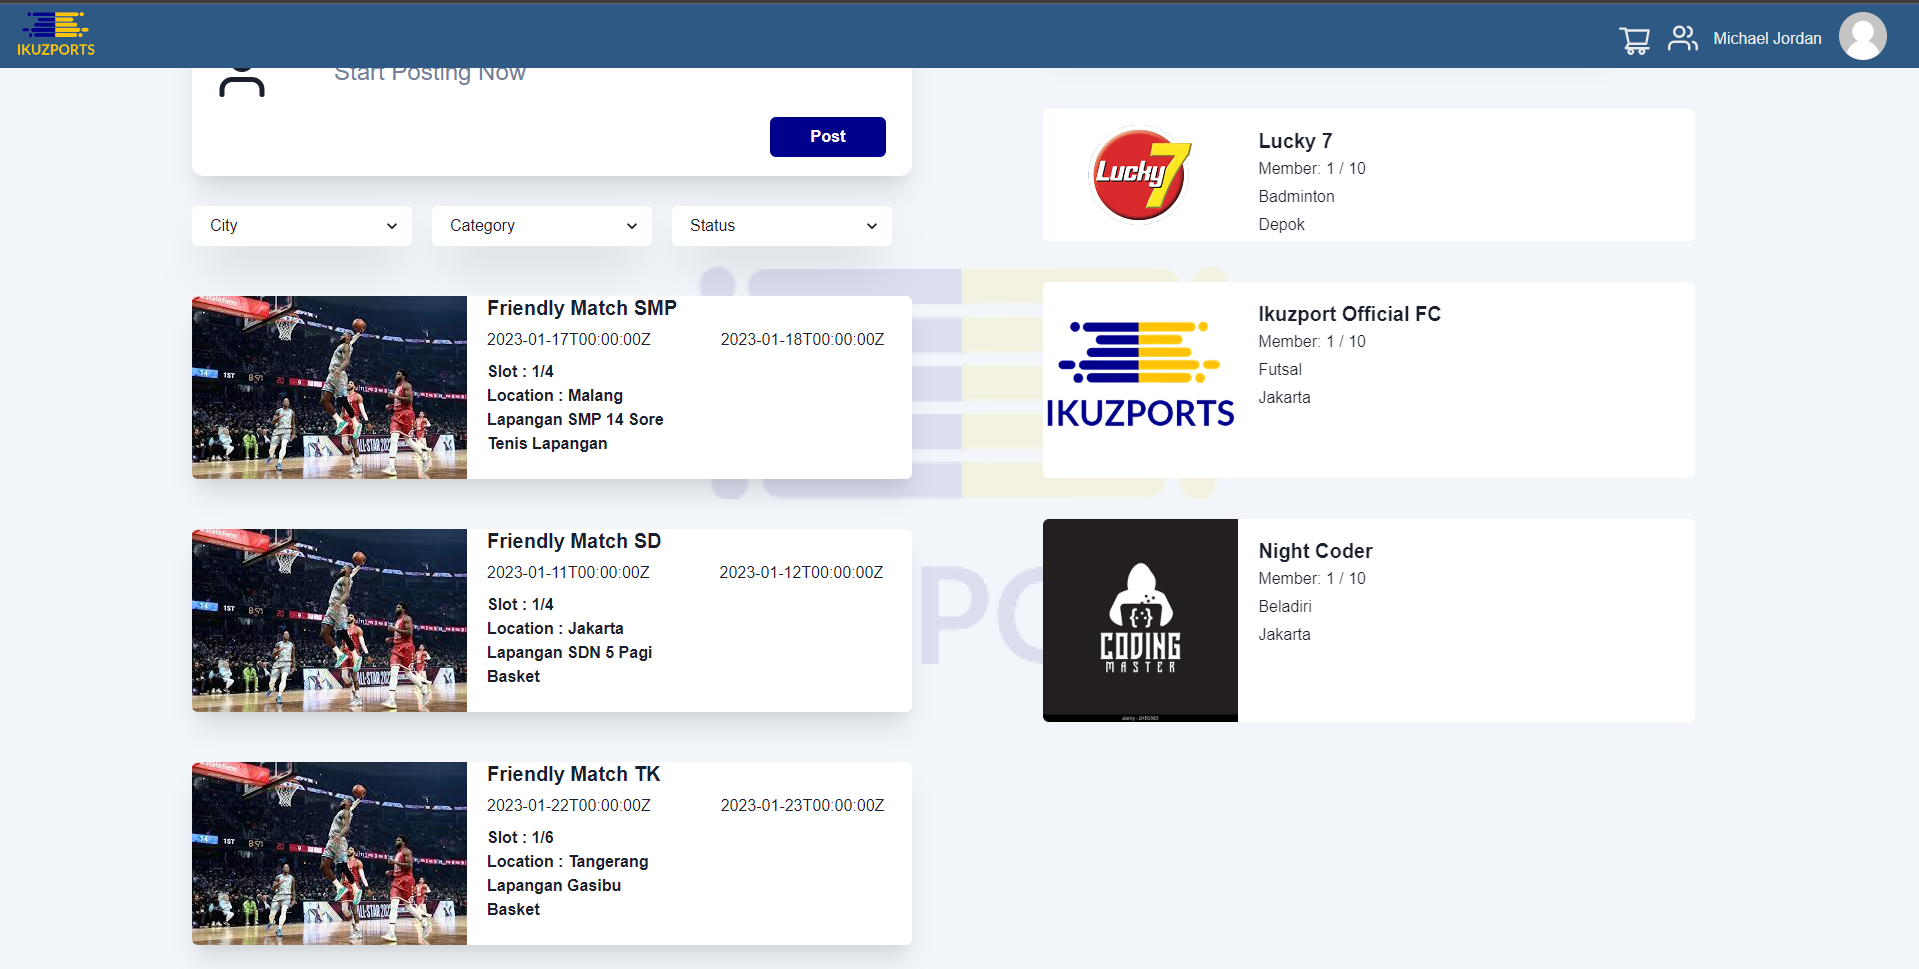 IKUZPORTS
Michael Jordan
Start Posting Now
Post
City
Category
Status
Friendly Match SMP
2023-01-17T00:00:00Z
2023-01-18T00:00:00Z
Slot : 1/4
Location : Malang
Lapangan SMP 14 Sore
Tenis Lapangan
Friendly Match SD
2023-01-11T00:00:00Z
2023-01-12T00:00:00Z
Slot : 1/4
Location : Jakarta
Lapangan SDN 5 Pagi
Basket
Friendly Match TK
2023-01-22T00:00:00Z
2023-01-23T00:00:00Z
Slot : 1/6
Location : Tangerang
Lapangan Gasibu
Basket
Lucky 7
Lucky 7
Member: 1 / 10
Badminton
Depok
IKUZPORTS
Ikuzport Official FC
Member: 1 / 10
Futsal
Jakarta
CODING
MASTER
Night Coder
Member: 1 / 10
Beladiri
Jakarta